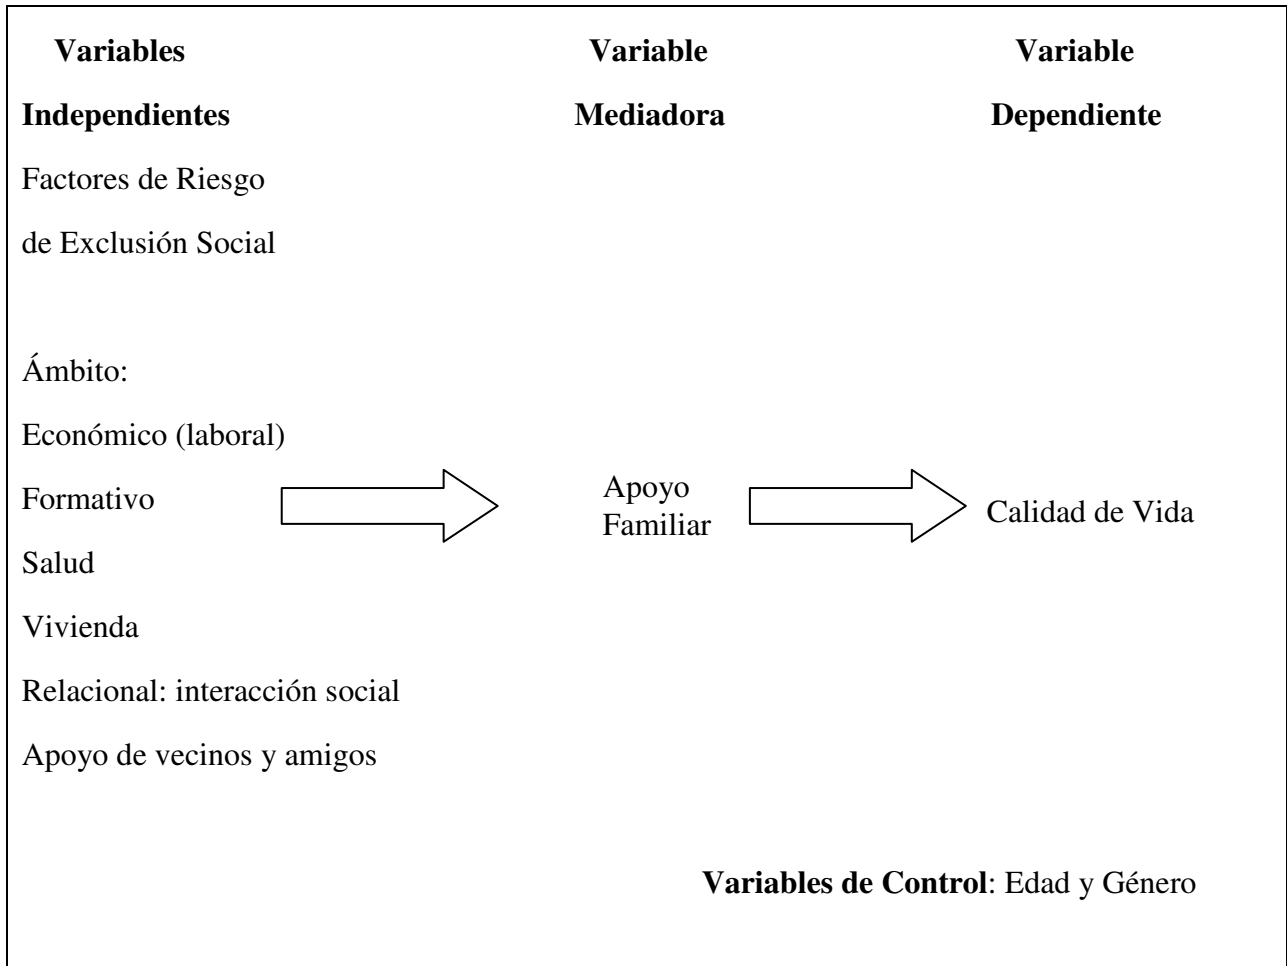 Variables
Independientes
Variable
Mediadora
Variable
Dependiente
Factores de Riesgo
de Exclusión Social
Ámbito:
Económico (laboral)
Formativo
Salud
Vivienda
Relacional: interacción social
Apoyo de vecinos y amigos
Apoyo
Familiar
Calidad de Vida
Variables de Control: Edad y Género